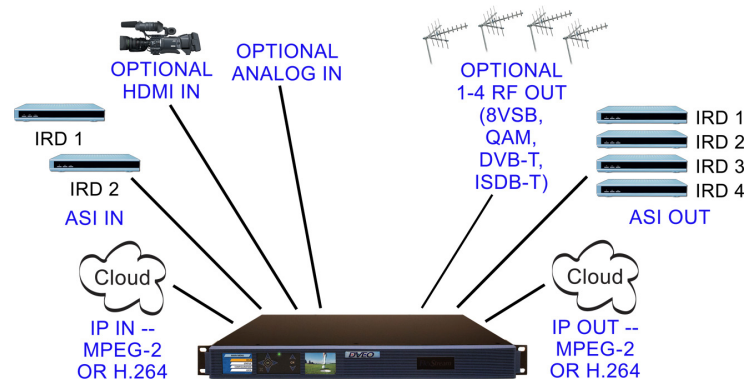 OPTIONAL
HDMI IN
OPTIONAL
ANALOG IN
OPTIONAL
1-4 RF OUT
(8VSB,
QAM,
DVB-T,
ISDB-T)
IRD 1
IRD 2
ASI IN
IRD 1
IRD 2
IRD 3
IRD 4
ASI OUT
Cloud
IP IN --
MPEG-2
OR H.264
Cloud
IP OUT --
MPEG-2
OR H.264
DVEO